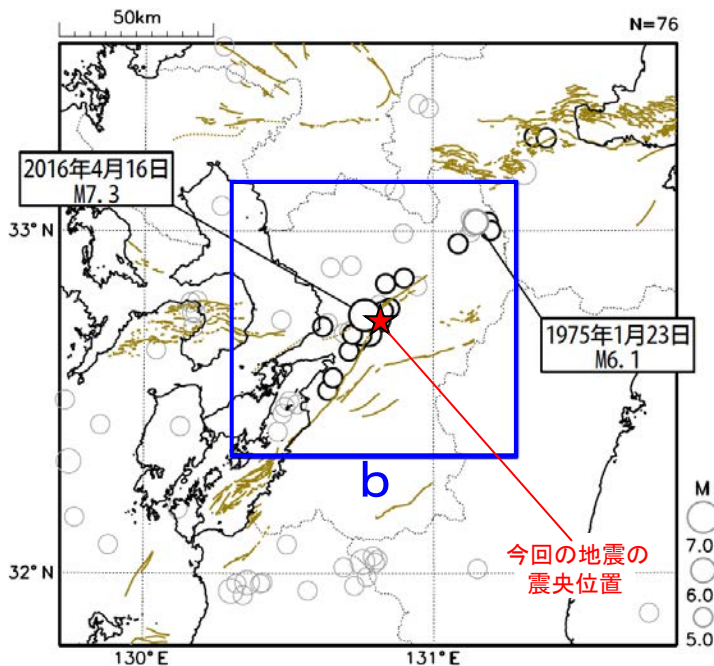 50km
N=76
2016年4月16日
M7.3
33°N
1975年1月23日
M6.1
b
M
7.0
今回の地震の
震央位置
6.0
32°N
5.0
130°E
131°E